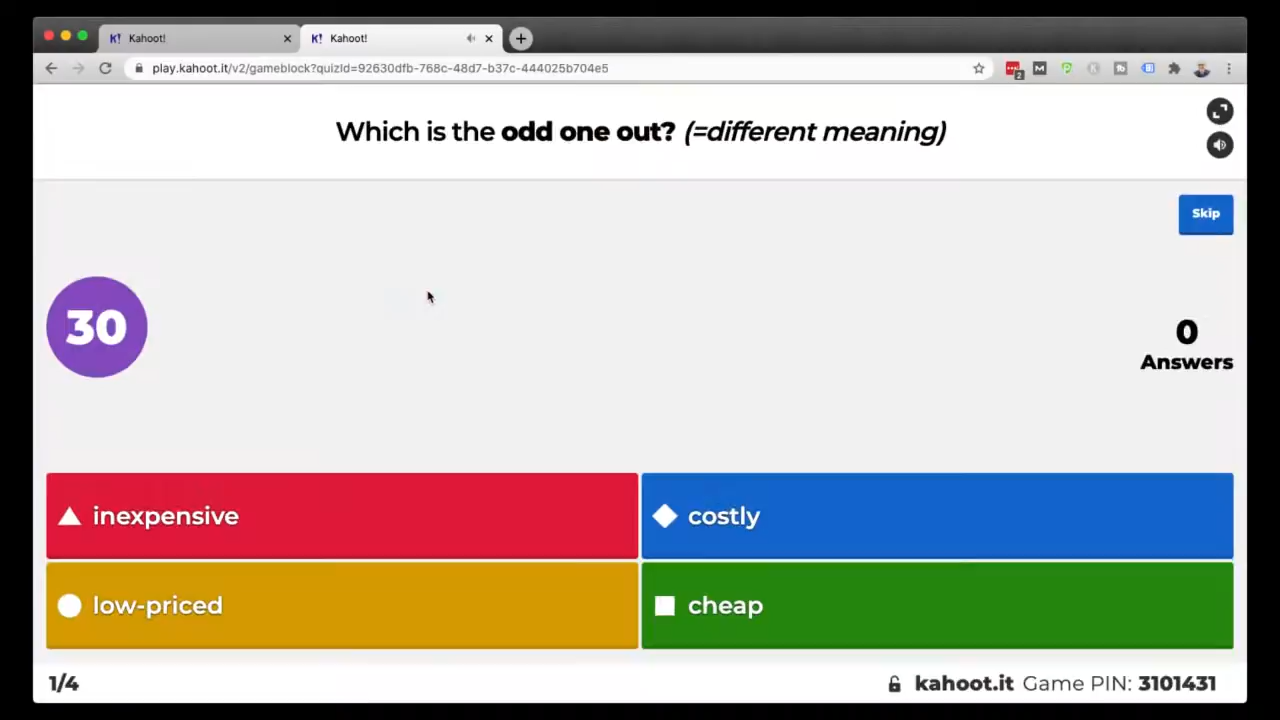 K! Kahoot!
K! Kahoot!
play.kahoot.it/v2/gameblock?quizId=92630dfb-768c-48d7-b37c-444025b704e5
2
M
Which is the odd one out? (=different meaning)
Skip
30
0
Answers
inexpensive
costly
low-priced
cheap
1/4
kahoot.it Game PIN: 3101431